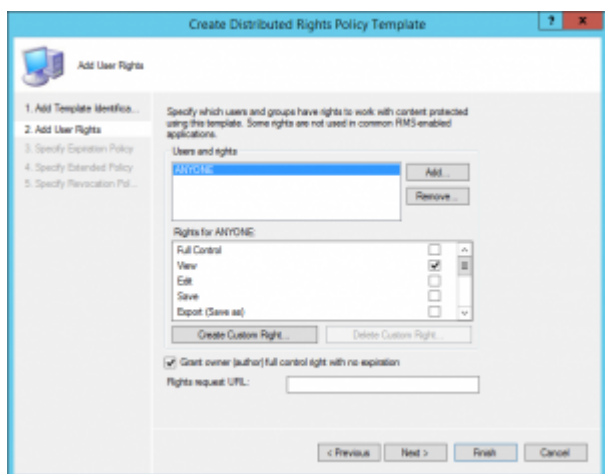 Create Distributed Rights Policy Template
?
x
Add User Rights
1. Add Template Identifica...
2. Add User Rights
3. Specify Expiration Policy
4. Specify Extended Policy
5. Specify Revocation Pol...
Specify which users and groups have rights to work with content protected
using this template. Some rights are not used in common RMS-enabled
applications.
Users and rights
ANYONE
Add...
Remove...
Rights for ANYONE:
Full Control
View
Edit
Save
Export (Save as)
Create Custom Right...
Delete Custom Right...
Grant owner (author) full control right with no expiration
Rights request URL:
< Previous
Next >
Finish
Cancel